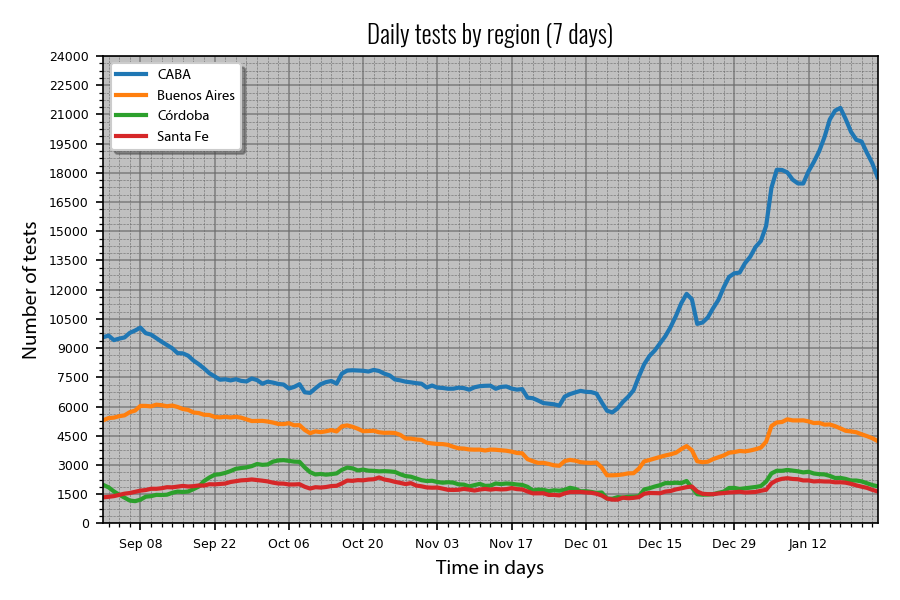 Daily tests by region (7 days)
24000
22500
21000
19500
18000
16500
15000
13500
12000
10500
9000
7500
6000
4500
3000
1500
0
CABA
Buenos Aires
Córdoba
Santa Fe
Number of tests
Sep 08 Sep 22 Oct 06 Oct 20 Nov 03 Nov 17 Dec 01 Dec 15 Dec 29 Jan 12
Time in days